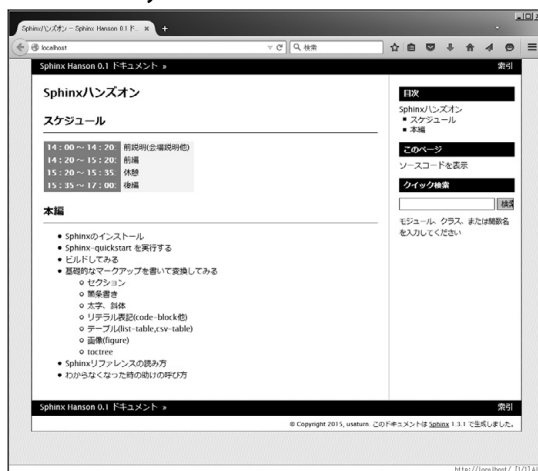 Sphinxハンズオン — Sphinx Hanson 0.1 ド...
localhost
検索
Sphinx Hanson 0.1 ドキュメント »
索引
Sphinxハンズオン
スケジュール
14：00 ～ 14：20: 前説明(会場説明他)
14：20 ～ 15：20: 前編
15：20 ～ 15：35: 休憩
15：35 ～ 17：00: 後編
本編
● Sphinxのインストール
● Sphinx-quickstart を実行する
● ビルドしてみる
● 基礎的なマークアップを書いて変換してみる
○ セクション
○ 箇条書き
○ 太字、斜体
○ リテラル表記(code-block他)
○ テーブル(list-table,csv-table)
○ 画像(figure)
○ toctree
● Sphinxリファレンスの読み方
● わからなくなった時の助けの呼び方
目次
Sphinxハンズオン
■ スケジュール
■ 本編
このページ
ソースコードを表示
クイック検索
検索
モジュール、クラス、または関数名
を入力してください
Sphinx Hanson 0.1 ドキュメント »
索引
© Copyright 2015, usaturn. このドキュメントは Sphinx 1.3.1 で生成しました。
http://localhost/